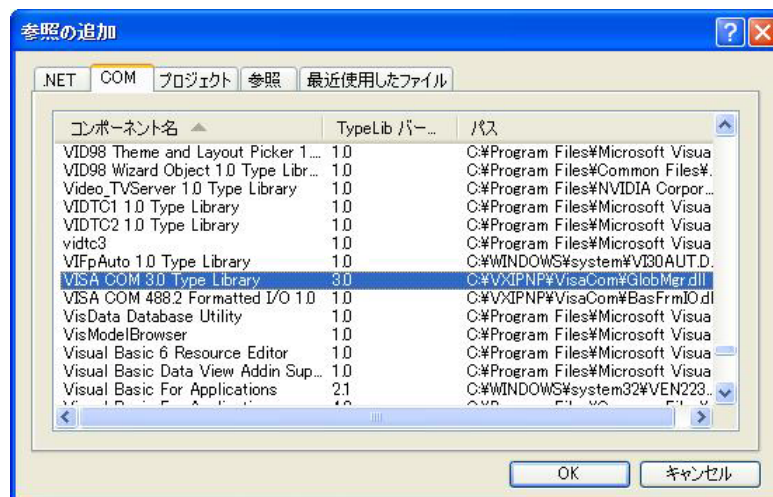 参照の追加
.NET COM プロジェクト 参照 最近使用したファイル
コンポーネント名 TypeLib バー... パス
VID98 Theme and Layout Picker 1.... 1.0 C:¥Program Files¥Microsoft Visua
VID98 Wizard Object 1.0 Type Libr... 1.0 C:¥Program Files¥Common Files¥.
Video_TVServer 1.0 Type Library 1.0 C:¥Program Files¥NVIDIA Corpor...
VIDTC1 1.0 Type Library 1.0 C:¥Program Files¥Microsoft Visua
VIDTC2 1.0 Type Library 1.0 C:¥Program Files¥Microsoft Visua
vidtc3 1.0 C:¥Program Files¥Microsoft Visua
VIFpAuto 1.0 Type Library 1.0 C:¥WINDOWS¥system¥VI30AUT.D.
VISA COM 3.0 Type Library 3.0 C:¥VXIPNP¥VisaCom¥GlobMgr.dll
VISA COM 488.2 Formatted I/O 1.0 1.0 C:¥VXIPNP¥VisaCom¥BasFrmIO.dl
VisData Database Utility 1.0 C:¥Program Files¥Microsoft Visua
VisModelBrowser 1.0 C:¥Program Files¥Microsoft Visua
Visual Basic 6 Resource Editor 1.0 C:¥Program Files¥Microsoft Visua
Visual Basic Data View Addin Sup... 1.0 C:¥Program Files¥Microsoft Visua
Visual Basic For Applications 2.1 C:¥WINDOWS¥system32¥VEN223...
OK キャンセル